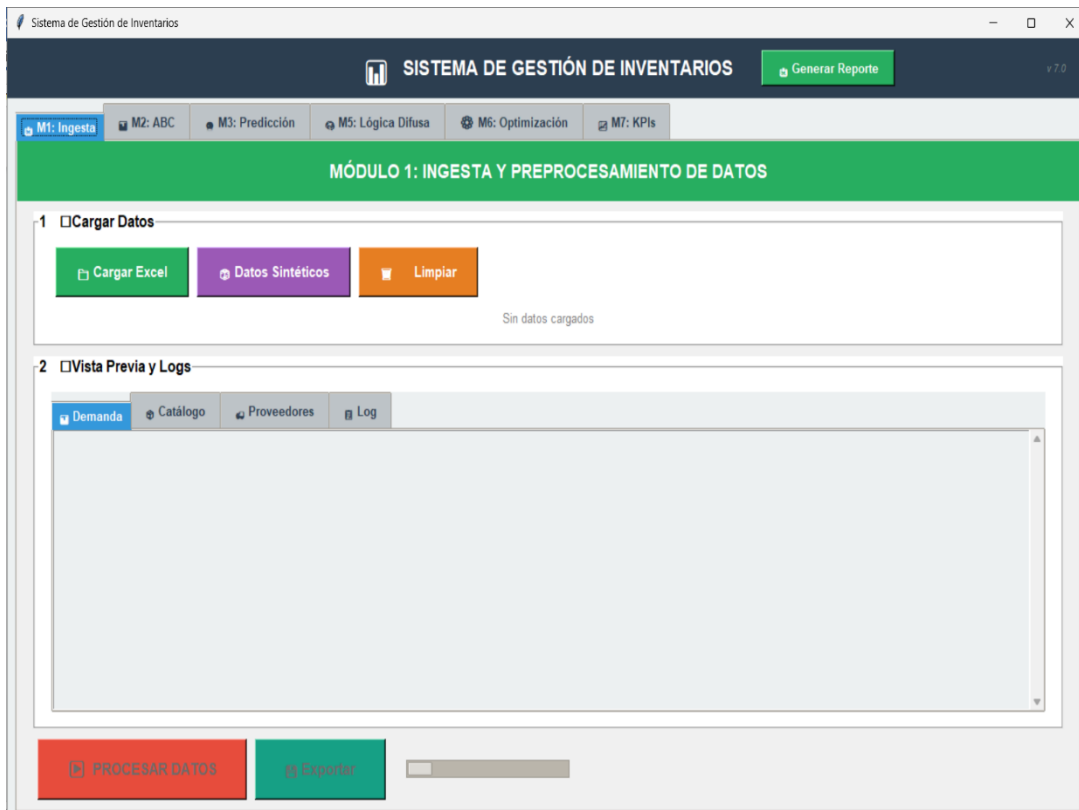 Sistema de Gestión de Inventarios
SISTEMA DE GESTIÓN DE INVENTARIOS
Generar Reporte
v 7.0
M1: Ingesta
M2: ABC
M3: Predicción
M5: Lógica Difusa
M6: Optimización
M7: KPIs
MÓDULO 1: INGESTA Y PREPROCESAMIENTO DE DATOS
1 Cargar Datos
Cargar Excel
Datos Sintéticos
Limpiar
Sin datos cargados
2 Vista Previa y Logs
Demanda
Catálogo
Proveedores
Log
PROCESAR DATOS
Exportar